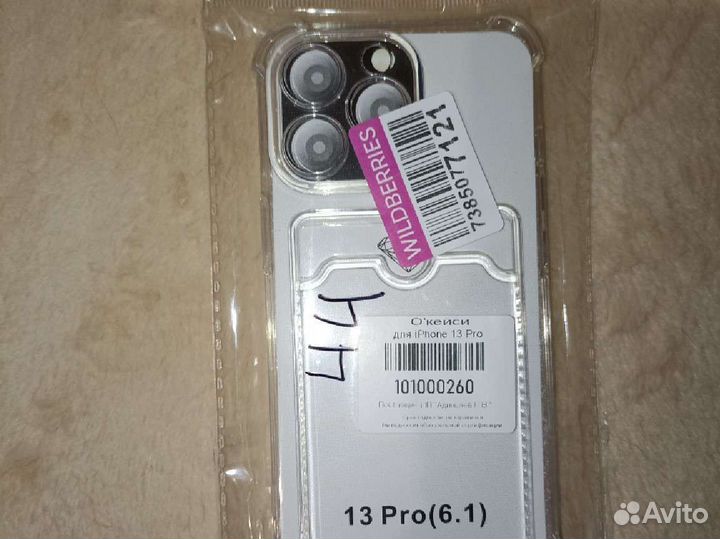 WILDBERRIES
7385077121
44
О'кейси
для iPhone 13 Pro
101000260
13 Pro(6.1)
Avito